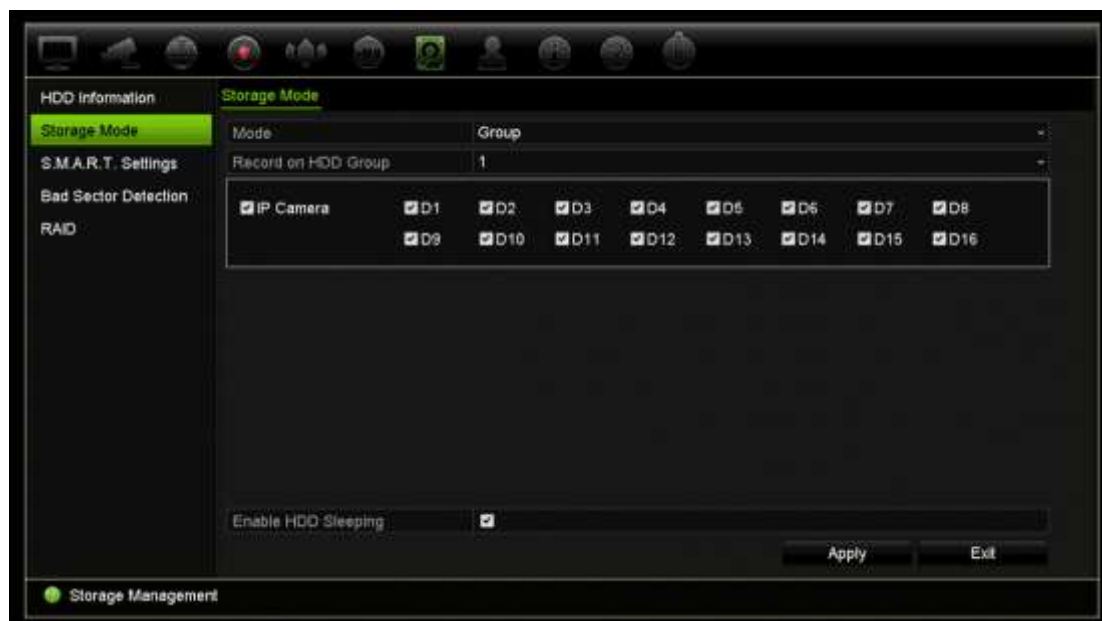 HDD Information
Storage Mode
S.M.A.R.T. Settings
Bad Sector Detection
RAID
Storage Mode
Mode Group
Record on HDD Group 1
IP Camera D1 D2 D3 D4 D5 D6 D7 D8
D9 D10 D11 D12 D13 D14 D15 D16
Enable HDD Sleeping
Apply Exit
Storage Management